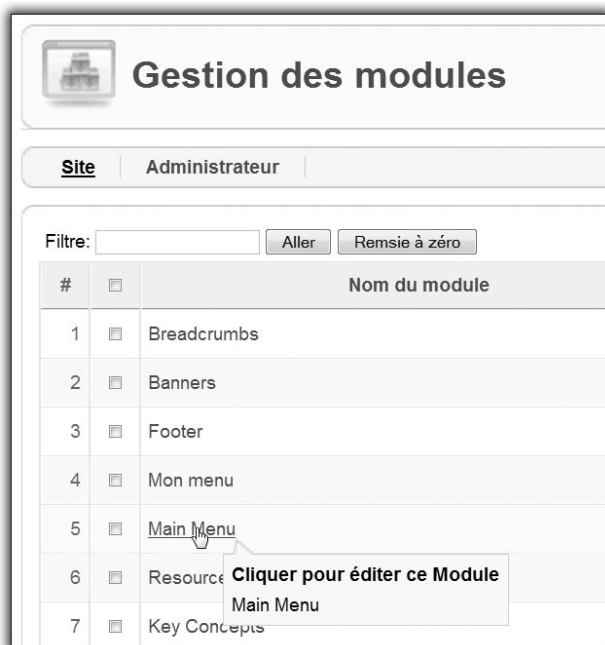 Gestion des modules
Site Administrateur
Filtre: Aller Remsie à zéro
# Nom du module
1 Breadcrumbs
2 Banners
3 Footer
4 Mon menu
5 Main Menu
6 Resource
Cliquer pour éditer ce Module
Main Menu
7 Key Concepts